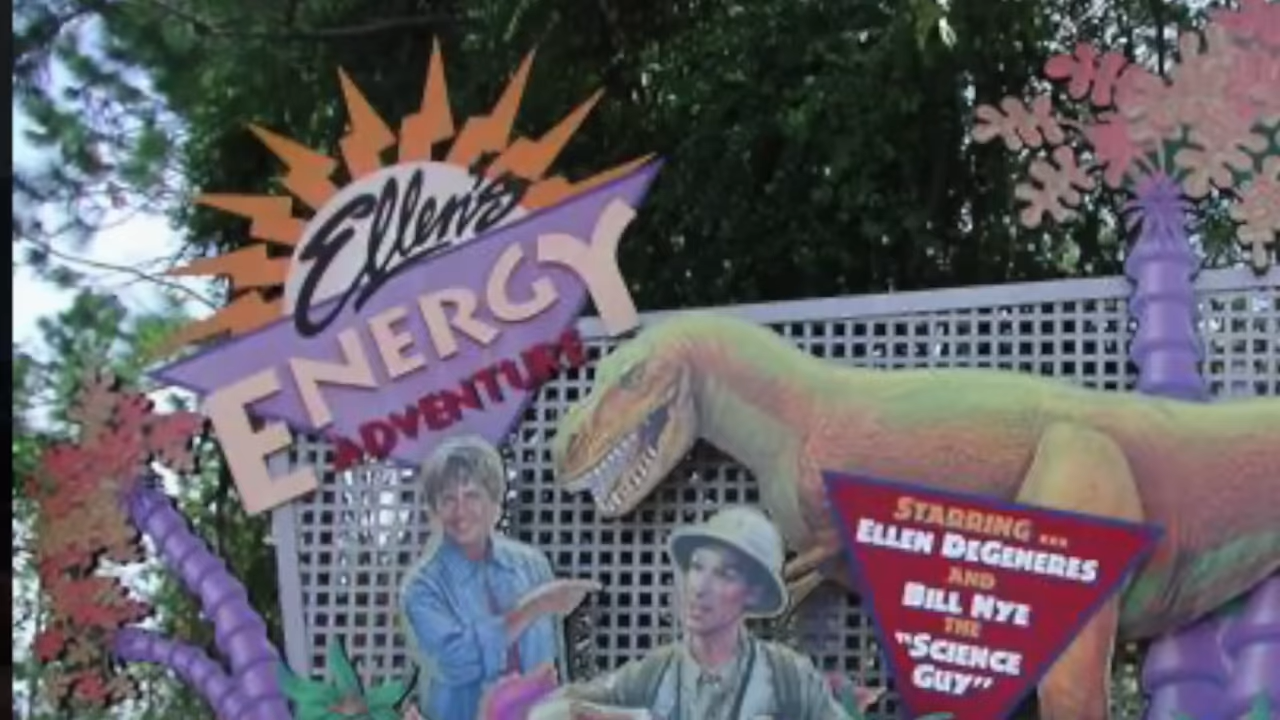 Ellen's
ENERGY
ADVENTURE
STARRING...
ELLEN DEGENERES
AND
BILL NYE
THE
"SCIENCE
GUY"